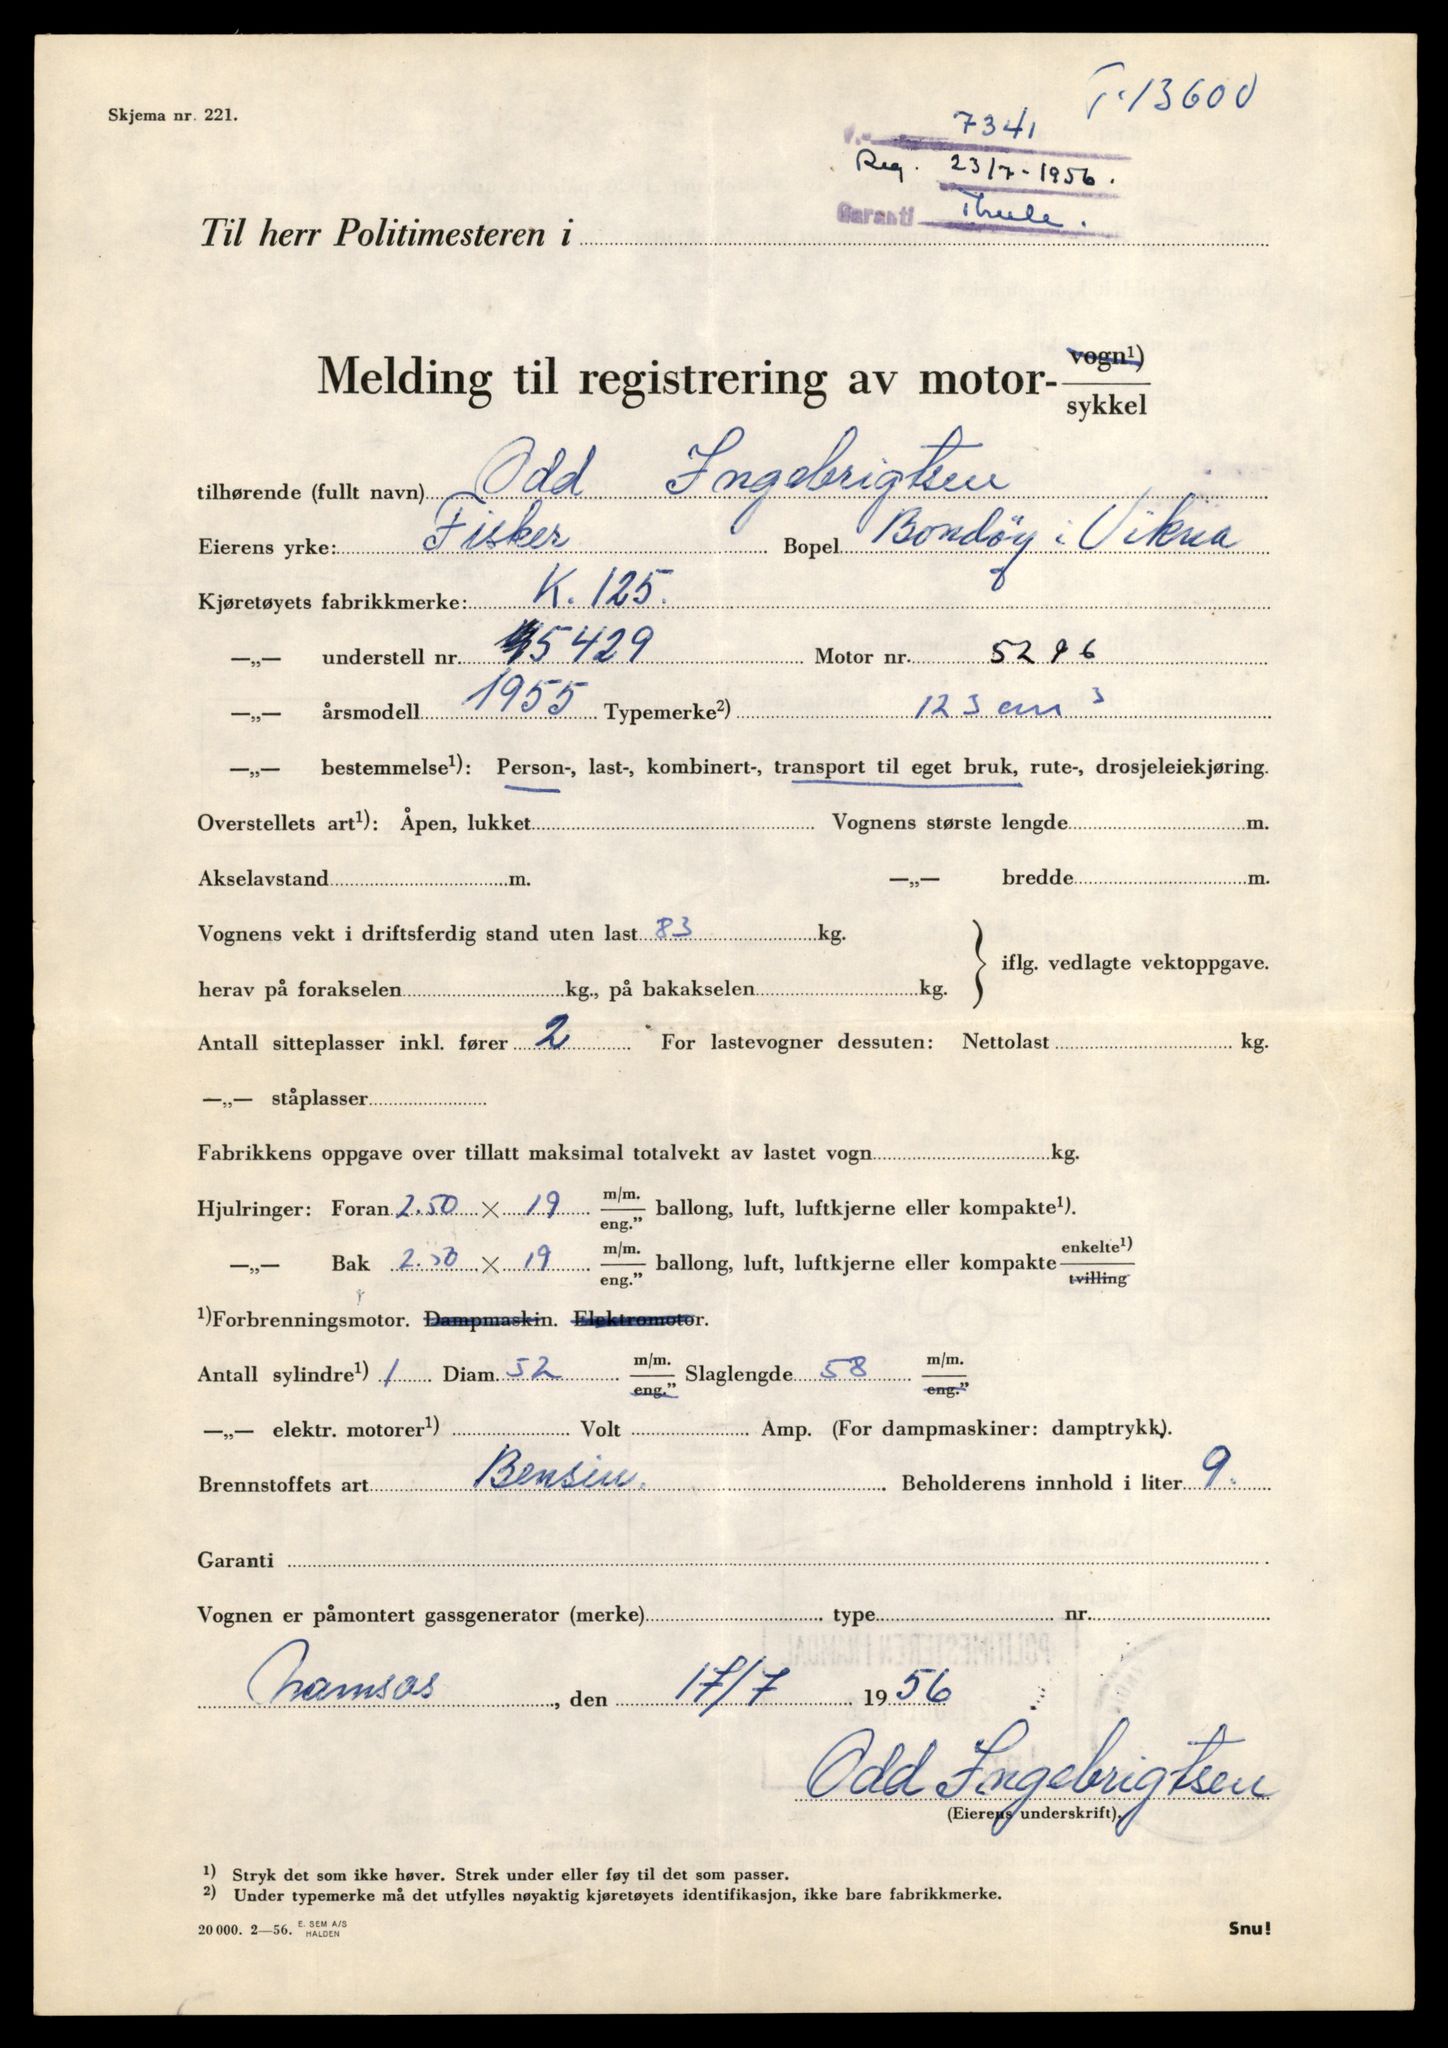 T-13600
Skjema nr. 221.
7341
Reg. 23/7-1956.
Garanti Thule.
Til herr Politimesteren i
Melding til registrering av motor- vogn¹) sykkel
tilhørende (fullt navn) Odd Ingebrigtsen
Eierens yrke: Fisker Bopel Bondöy i Vikna
Kjøretøyets fabrikkmerke: K. 125.
—„— understell nr. 5429 Motor nr.
—„— årsmodell 1955 Typemerke²) 123 cm³
—„— bestemmelse¹): Person-, last-, kombinert-, transport til eget bruk, rute-, drosjeleiekjøring.
Overstellets art¹): Åpen, lukket Vognens største lengde m.
Akselavstand m. —„— bredde m.
Vognens vekt i driftsferdig stand uten last 83 kg.
herav på forakselen kg., på bakakselen kg. } iflg. vedlagte vektoppgave.
Antall sitteplasser inkl. fører 2 For lastevogner dessuten: Nettolast kg.
—„— ståplasser
Fabrikkens oppgave over tillatt maksimal totalvekt av lastet vogn kg.
Hjulringer: Foran 2.50 × 19 m/m. eng.” ballong, luft, luftkjerne eller kompakte¹).
—„— Bak 2.50 × 19 m/m. eng.” ballong, luft, luftkjerne eller kompakte enkelte¹) tvilling
¹)Forbrenningsmotor. Dampmaskin. Elektromotor.
Antall sylindre¹) 1 Diam. 52 m/m. eng.” Slaglengde 58 m/m. eng.”
—„— elektr. motorer¹) Volt Amp. (For dampmaskiner: damptrykk).
Brennstoffets art Bensin. Beholderens innhold i liter 9.
Garanti
Vognen er påmontert gassgenerator (merke) type nr.
Namsos, den 17/7 1956
Odd Ingebrigtsen
(Eierens underskrift).
¹) Stryk det som ikke høver. Strek under eller føy til det som passer.
²) Under typemerke må det utfylles nøyaktig kjøretøyets identifikasjon, ikke bare fabrikkmerke.
20 000. 2—56. E. SEM A/S HALDEN
Snu!